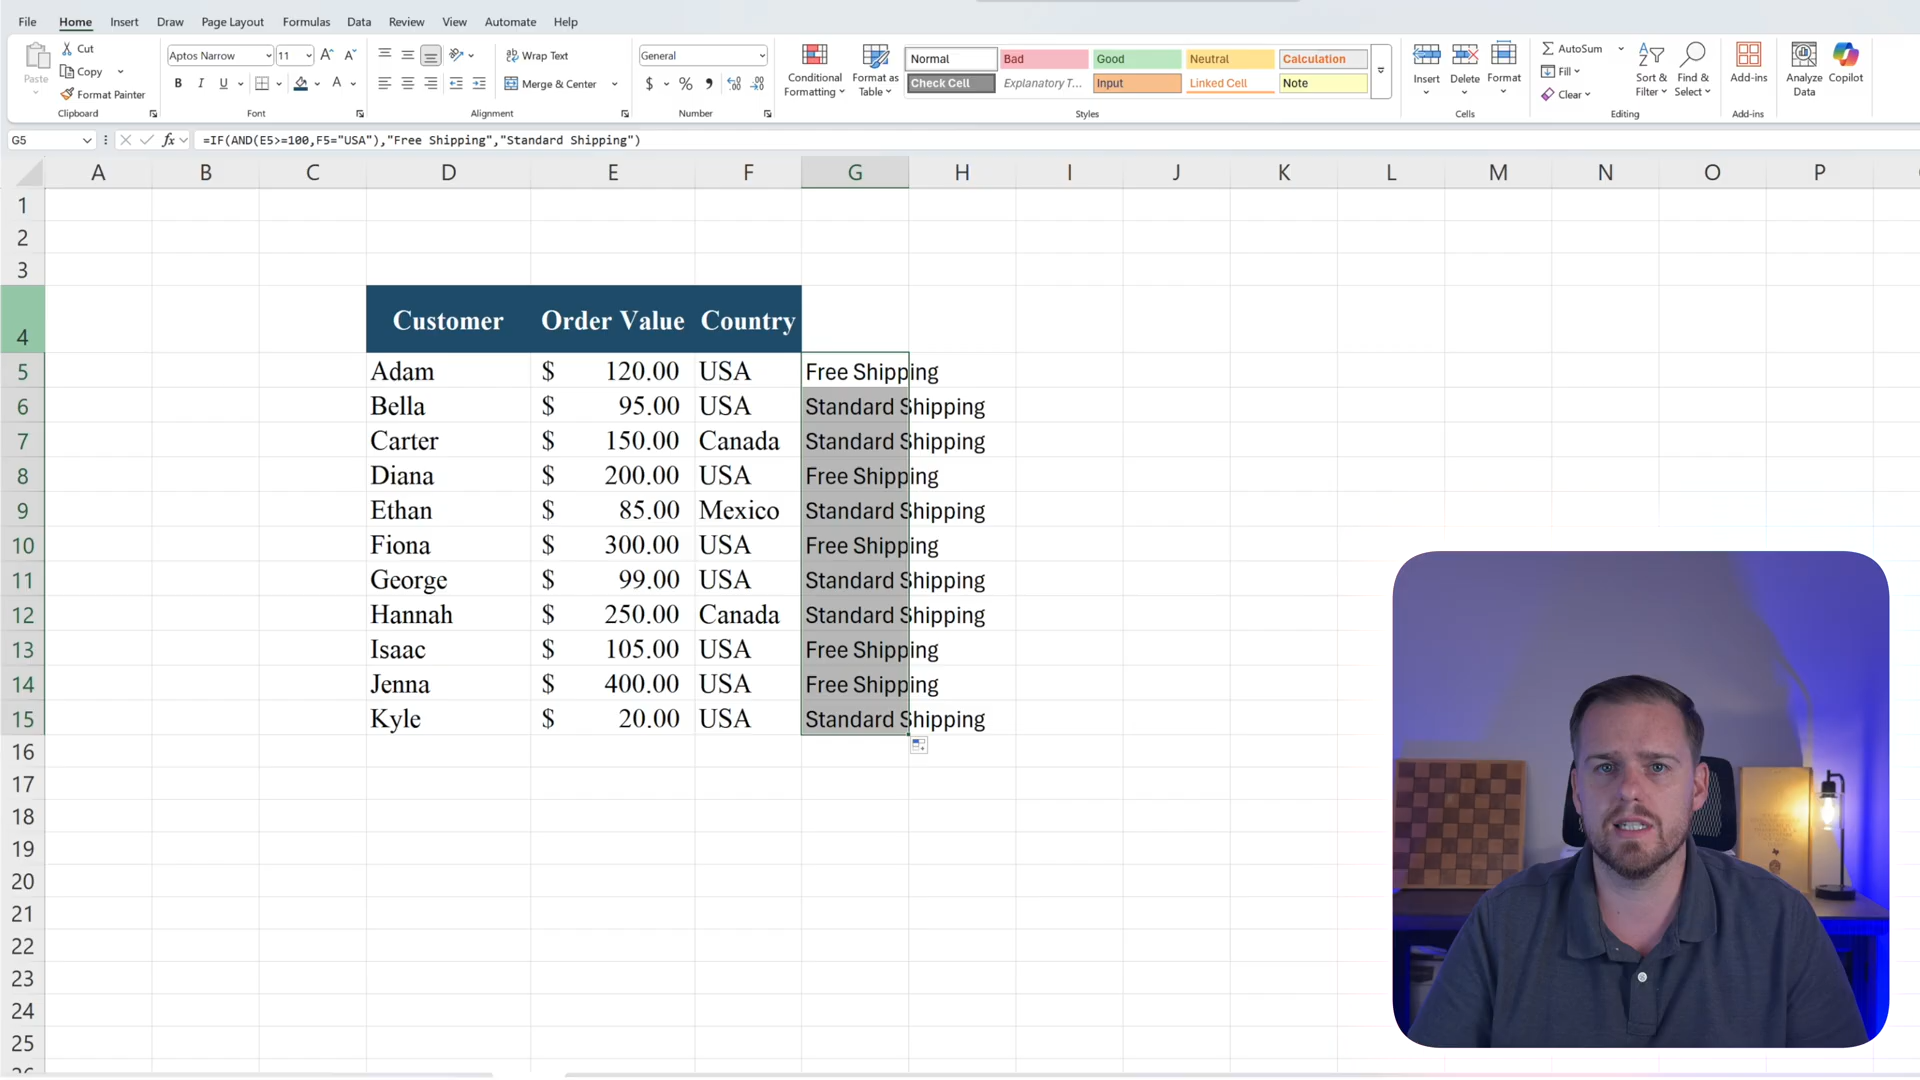 File Home Insert Draw Page Layout Formulas Data Review View Automate Help
Paste
Cut
Copy
Format Painter
Clipboard
Aptos Narrow 11 A A
B I U A
Font
Wrap Text
Merge & Center
Alignment
General
$ % ,
Number
Conditional Formatting
Format as Table
Normal Bad Good Neutral Calculation
Check Cell Explanatory T... Input Linked Cell Note
Styles
Insert Delete Format
Cells
AutoSum
Fill
Clear
Sort & Filter
Find & Select
Editing
Add-ins
Add-ins
Analyze Data
Copilot
G5 fx =IF(AND(E5>=100,F5="USA"),"Free Shipping","Standard Shipping")
A B C D E F G H I J K L M N O P
1
2
3
4 Customer Order Value Country
5 Adam $ 120.00 USA Free Shipping
6 Bella $ 95.00 USA Standard Shipping
7 Carter $ 150.00 Canada Standard Shipping
8 Diana $ 200.00 USA Free Shipping
9 Ethan $ 85.00 Mexico Standard Shipping
10 Fiona $ 300.00 USA Free Shipping
11 George $ 99.00 USA Standard Shipping
12 Hannah $ 250.00 Canada Standard Shipping
13 Isaac $ 105.00 USA Free Shipping
14 Jenna $ 400.00 USA Free Shipping
15 Kyle $ 20.00 USA Standard Shipping
16
17
18
19
20
21
22
23
24
25